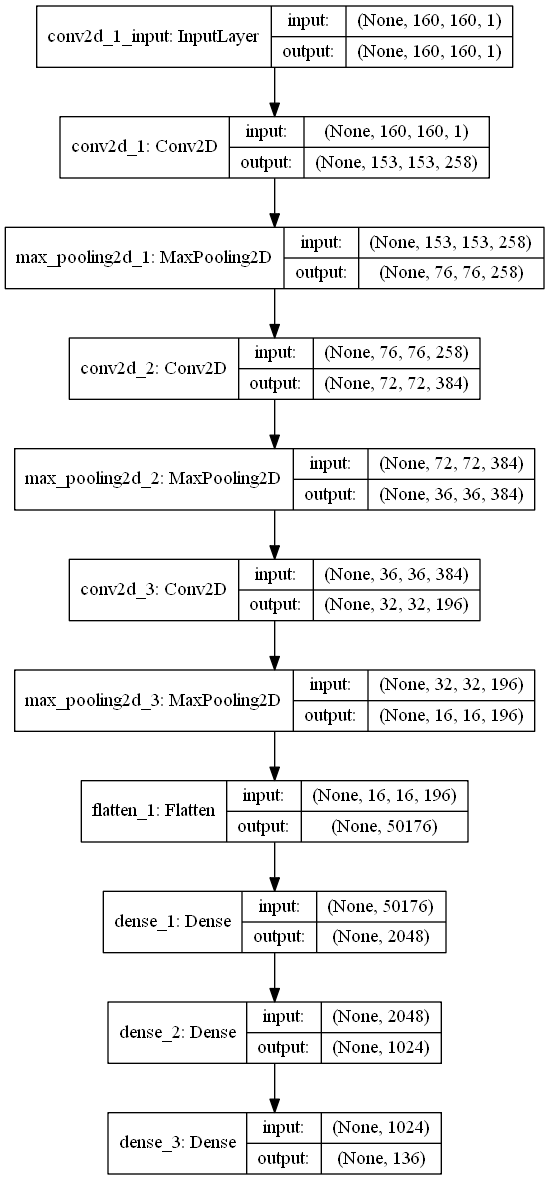 conv2d_1_input: InputLayer
input: (None, 160, 160, 1)
output: (None, 160, 160, 1)
conv2d_1: Conv2D
input: (None, 160, 160, 1)
output: (None, 153, 153, 258)
max_pooling2d_1: MaxPooling2D
input: (None, 153, 153, 258)
output: (None, 76, 76, 258)
conv2d_2: Conv2D
input: (None, 76, 76, 258)
output: (None, 72, 72, 384)
max_pooling2d_2: MaxPooling2D
input: (None, 72, 72, 384)
output: (None, 36, 36, 384)
conv2d_3: Conv2D
input: (None, 36, 36, 384)
output: (None, 32, 32, 196)
max_pooling2d_3: MaxPooling2D
input: (None, 32, 32, 196)
output: (None, 16, 16, 196)
flatten_1: Flatten
input: (None, 16, 16, 196)
output: (None, 50176)
dense_1: Dense
input: (None, 50176)
output: (None, 2048)
dense_2: Dense
input: (None, 2048)
output: (None, 1024)
dense_3: Dense
input: (None, 1024)
output: (None, 136)